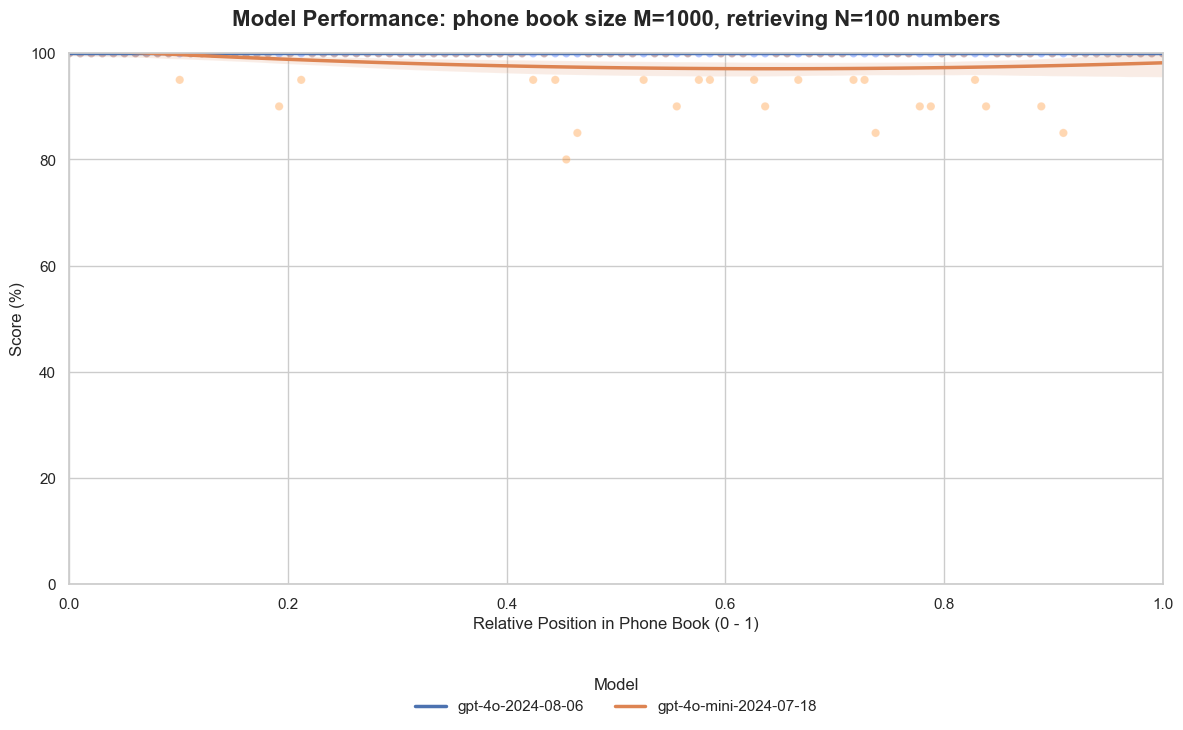 Model Performance: phone book size M=1000, retrieving N=100 numbers
100
80
60
40
20
0
Score (%)
0.0 0.2 0.4 0.6 0.8 1.0
Relative Position in Phone Book (0 - 1)
Model
gpt-4o-2024-08-06 gpt-4o-mini-2024-07-18